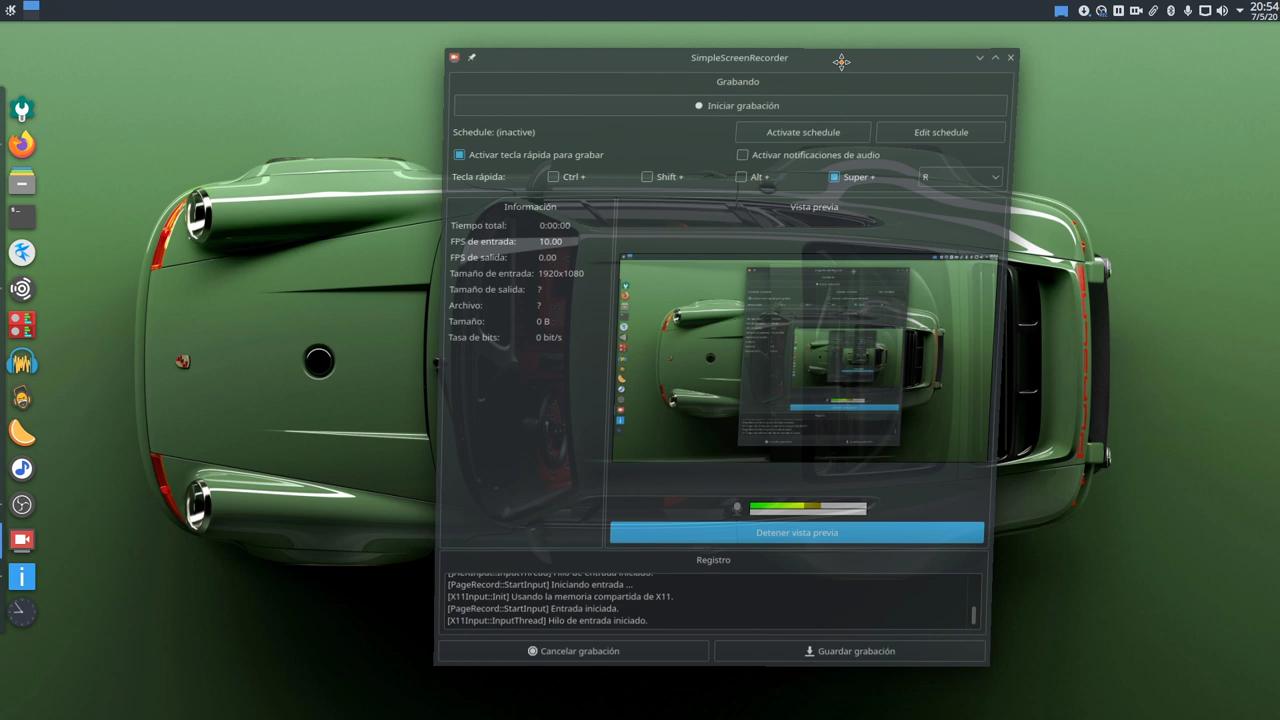 20:54
7/5/20
SimpleScreenRecorder
Grabando
Iniciar grabación
Schedule: (inactive)
Activate schedule
Edit schedule
Activar tecla rápida para grabar
Activar notificaciones de audio
Tecla rápida:
Ctrl +
Shift +
Alt +
Super +
R
Información
Tiempo total: 0:00:00
FPS de entrada: 10.00
FPS de salida: 0.00
Tamaño de entrada: 1920x1080
Tamaño de salida: ?
Archivo: ?
Tamaño: 0 B
Tasa de bits: 0 bit/s
Vista previa
Detener vista previa
Registro
[PageRecord::StartInput] Iniciando entrada ...
[X11Input::Init] Usando la memoria compartida de X11.
[PageRecord::StartInput] Entrada iniciada.
[X11Input::InputThread] Hilo de entrada iniciado.
Cancelar grabación
Guardar grabación